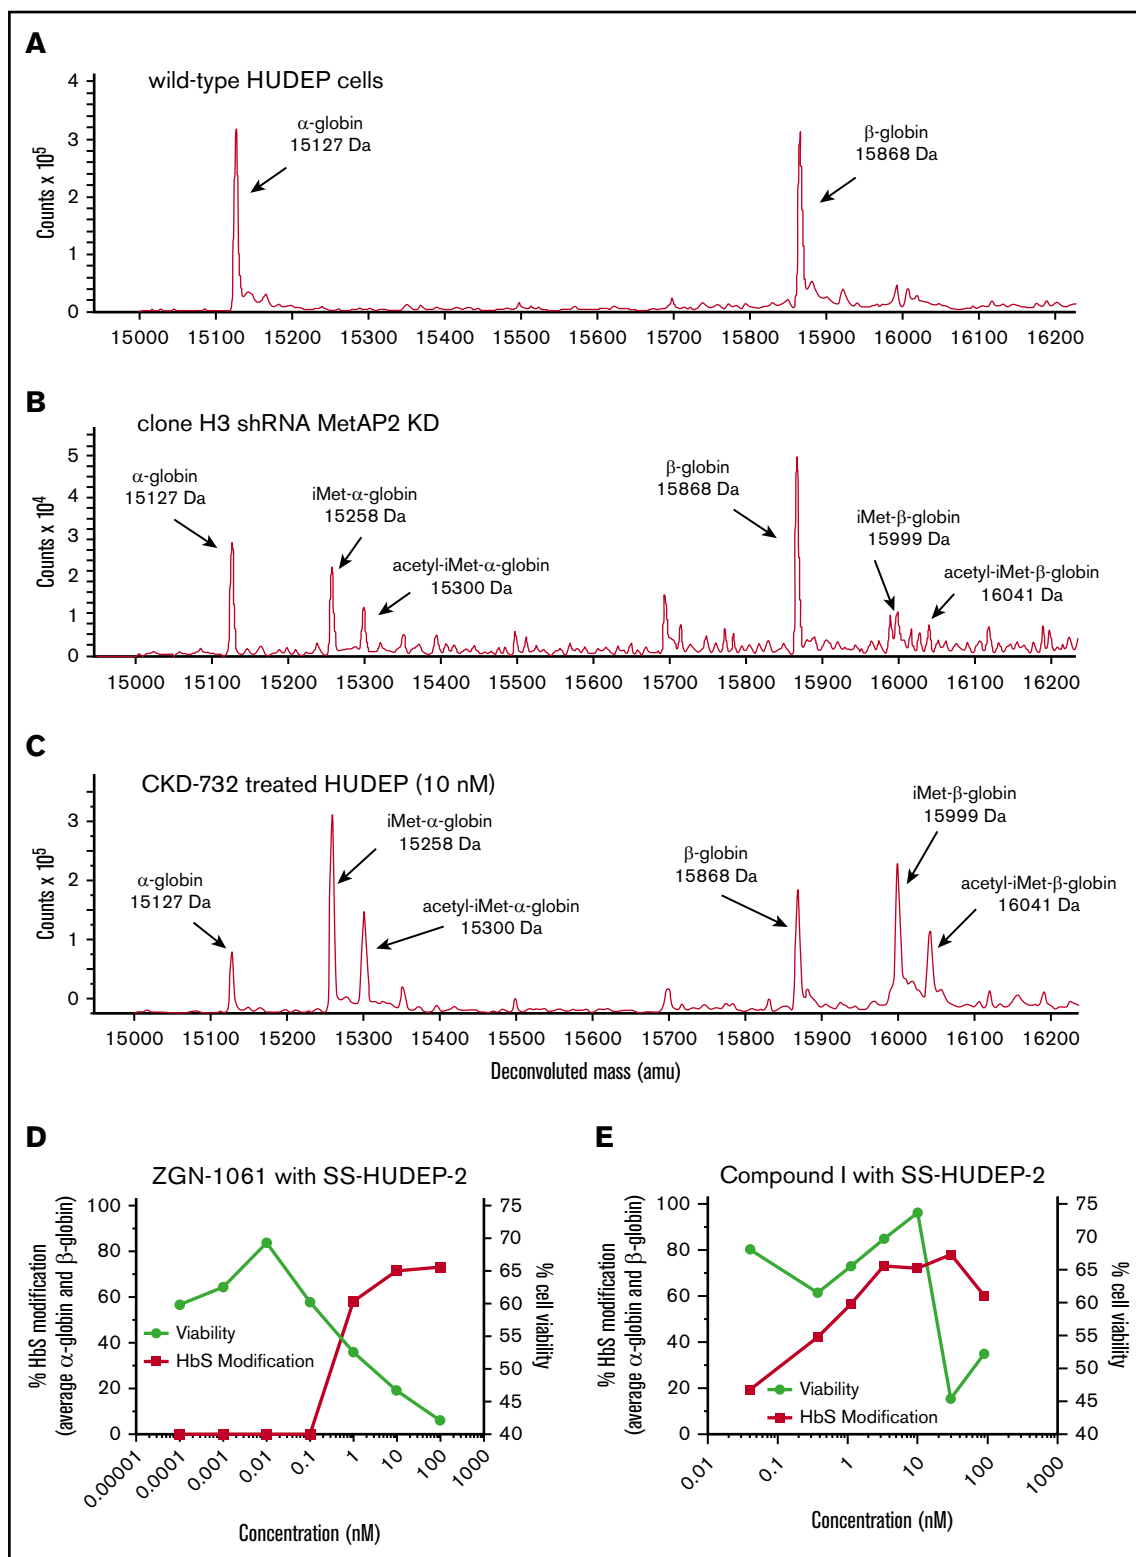 A
wild-type HUDEP cells
4
3
2
1
0
Counts x 10⁵
α-globin
15127 Da
β-globin
15868 Da
15000 15100 15200 15300 15400 15500 15600 15700 15800 15900 16000 16100 16200
B
clone H3 shRNA MetAP2 KD
5
4
3
2
1
0
Counts x 10⁴
α-globin
15127 Da
iMet-α-globin
15258 Da
acetyl-iMet-α-globin
15300 Da
β-globin
15868 Da
iMet-β-globin
15999 Da
acetyl-iMet-β-globin
16041 Da
15000 15100 15200 15300 15400 15500 15600 15700 15800 15900 16000 16100 16200
C
CKD-732 treated HUDEP (10 nM)
3
2
1
0
Counts x 10⁵
α-globin
15127 Da
iMet-α-globin
15258 Da
acetyl-iMet-α-globin
15300 Da
β-globin
15868 Da
iMet-β-globin
15999 Da
acetyl-iMet-β-globin
16041 Da
15000 15100 15200 15300 15400 15500 15600 15700 15800 15900 16000 16100 16200
Deconvoluted mass (amu)
D
ZGN-1061 with SS-HUDEP-2
% HbS modification
(average α-globin and β-globin)
100
80
60
40
20
0
Viability
HbS Modification
75
70
65
60
55
50
45
40
% cell viability
0.00001 0.0001 0.001 0.01 0.1 1 10 100 1000
Concentration (nM)
E
Compound I with SS-HUDEP-2
% HbS modification
(average α-globin and β-globin)
100
80
60
40
20
0
Viability
HbS Modification
75
70
65
60
55
50
45
40
% cell viability
0.01 0.1 1 10 100 1000
Concentration (nM)